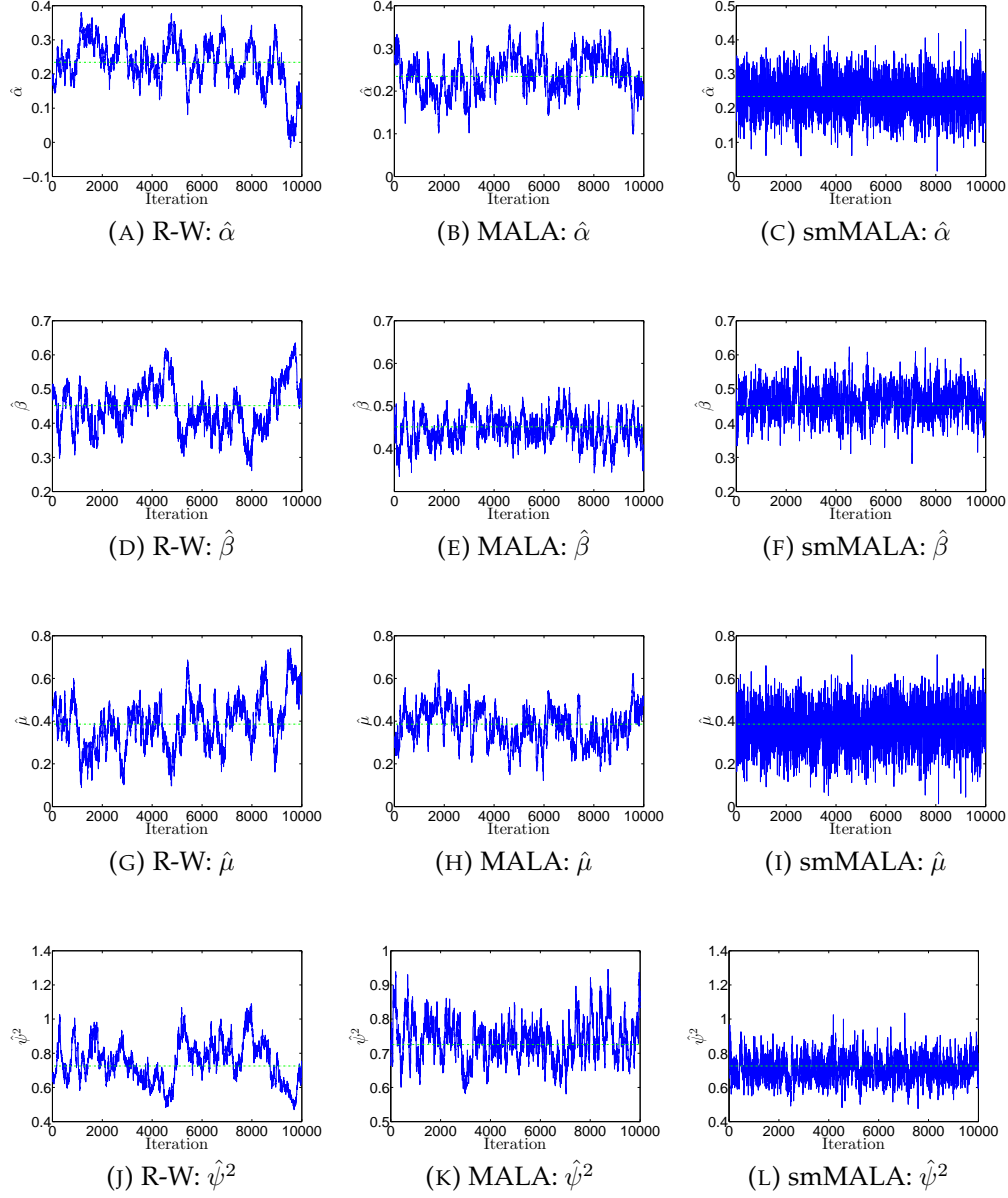 0.4
0.3
0.2
0.1
0
−0.1
α̂
0 2000 4000 6000 8000 10000
Iteration
(A) R-W: α̂
0.4
0.3
0.2
0.1
0
α̂
0 2000 4000 6000 8000 10000
Iteration
(B) MALA: α̂
0.5
0.4
0.3
0.2
0.1
0
α̂
0 2000 4000 6000 8000 10000
Iteration
(C) smMALA: α̂
0.7
0.6
0.5
0.4
0.3
0.2
β̂
0 2000 4000 6000 8000 10000
Iteration
(D) R-W: β̂
0.7
0.6
0.5
0.4
β̂
0 2000 4000 6000 8000 10000
Iteration
(E) MALA: β̂
0.7
0.6
0.5
0.4
0.3
0.2
β̂
0 2000 4000 6000 8000 10000
Iteration
(F) smMALA: β̂
0.8
0.6
0.4
0.2
0
μ̂
0 2000 4000 6000 8000 10000
Iteration
(G) R-W: μ̂
0.8
0.6
0.4
0.2
0
μ̂
0 2000 4000 6000 8000 10000
Iteration
(H) MALA: μ̂
0.8
0.6
0.4
0.2
0
μ̂
0 2000 4000 6000 8000 10000
Iteration
(I) smMALA: μ̂
1.4
1.2
1
0.8
0.6
0.4
ψ̂²
0 2000 4000 6000 8000 10000
Iteration
(J) R-W: ψ̂²
1
0.9
0.8
0.7
0.6
0.5
ψ̂²
0 2000 4000 6000 8000 10000
Iteration
(K) MALA: ψ̂²
1.4
1.2
1
0.8
0.6
0.4
ψ̂²
0 2000 4000 6000 8000 10000
Iteration
(L) smMALA: ψ̂²